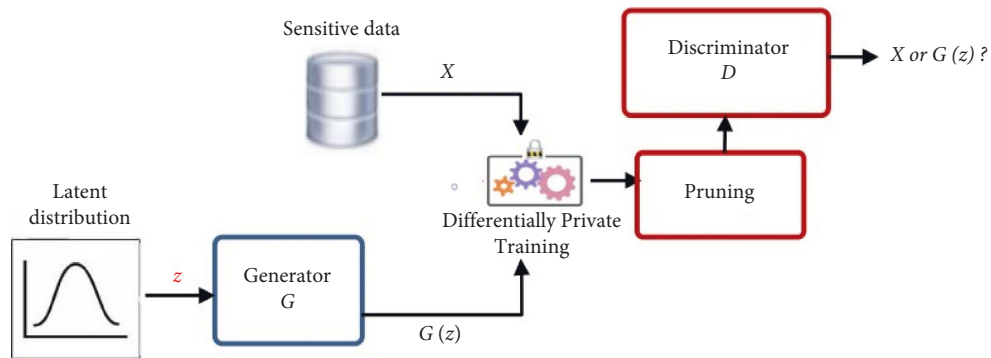 Sensitive data
X
Discriminator
D
X or G (z) ?
Differentially Private
Training
Pruning
Latent
distribution
z
Generator
G
G (z)